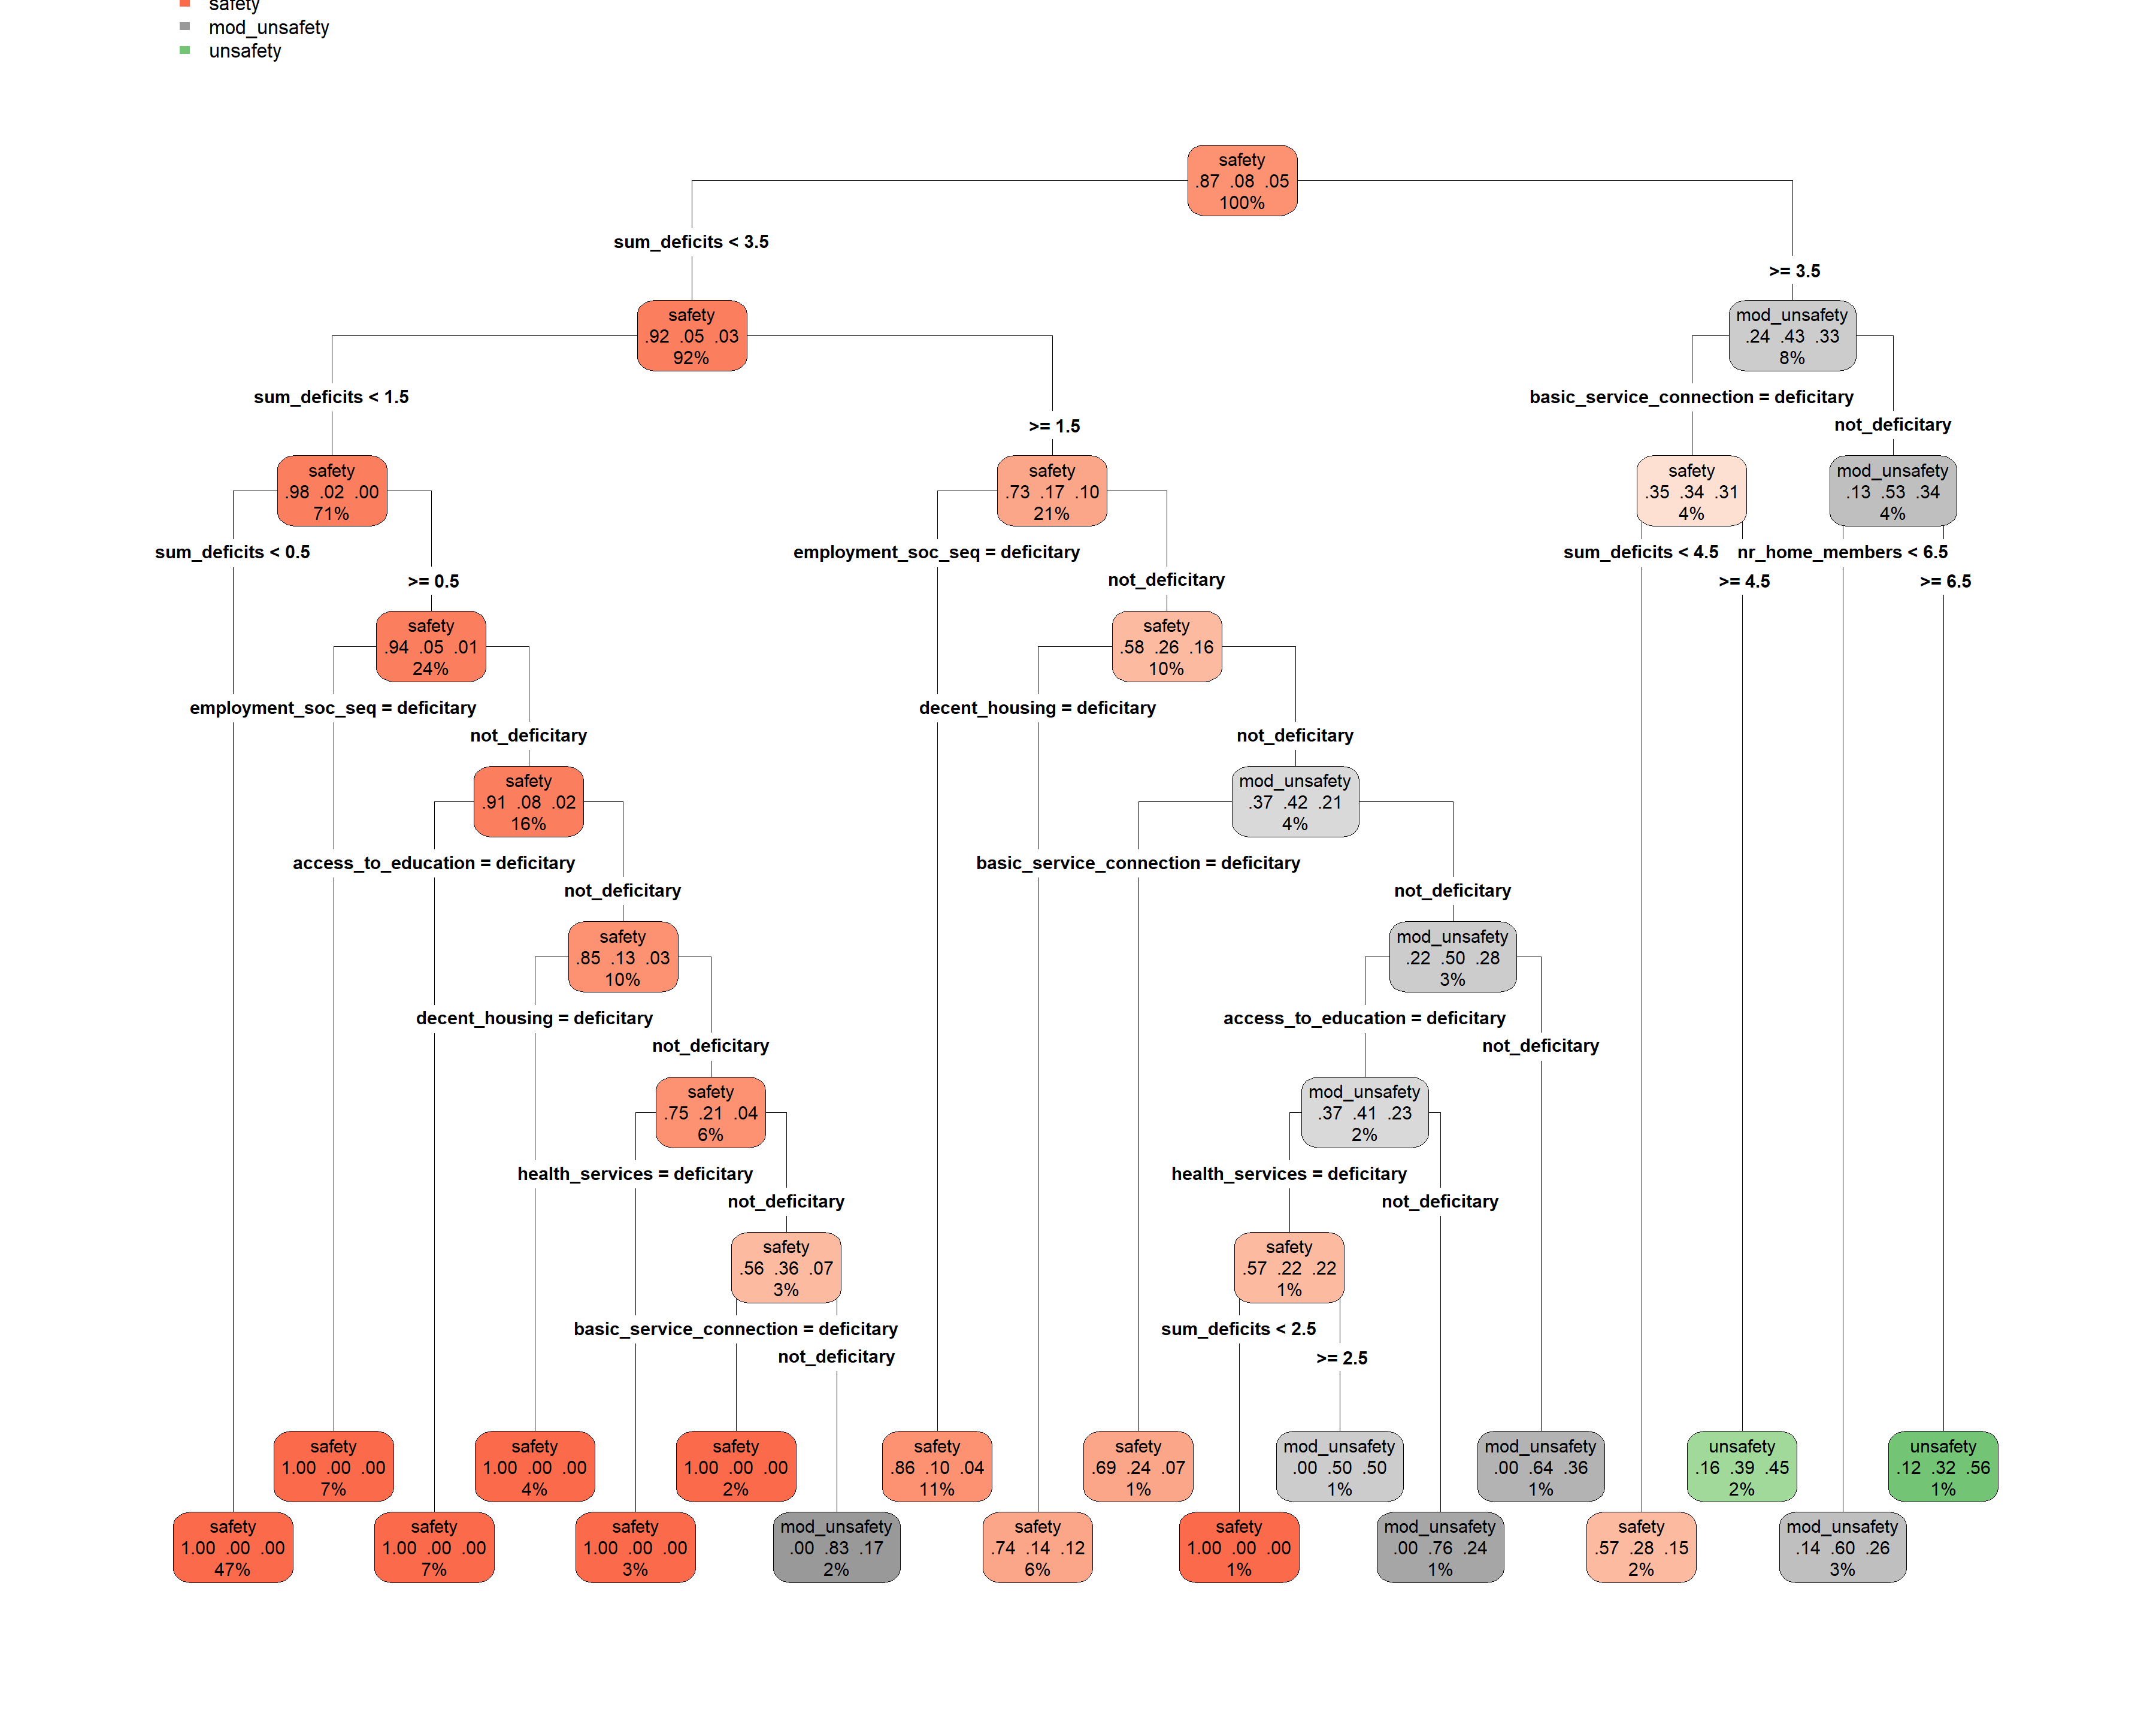 safety
mod_unsafety
unsafety
safety
.87 .08 .05
100%
sum_deficits < 3.5
>= 3.5
safety
.92 .05 .03
92%
mod_unsafety
.24 .43 .33
8%
sum_deficits < 1.5
>= 1.5
basic_service_connection = deficitary
not_deficitary
safety
.98 .02 .00
71%
safety
.73 .17 .10
21%
safety
.35 .34 .31
4%
mod_unsafety
.13 .53 .34
4%
sum_deficits < 0.5
>= 0.5
employment_soc_seq = deficitary
not_deficitary
sum_deficits < 4.5
>= 4.5
nr_home_members < 6.5
>= 6.5
safety
.94 .05 .01
24%
safety
.58 .26 .16
10%
employment_soc_seq = deficitary
not_deficitary
decent_housing = deficitary
not_deficitary
safety
.91 .08 .02
16%
mod_unsafety
.37 .42 .21
4%
access_to_education = deficitary
not_deficitary
basic_service_connection = deficitary
not_deficitary
safety
.85 .13 .03
10%
mod_unsafety
.22 .50 .28
3%
decent_housing = deficitary
not_deficitary
access_to_education = deficitary
not_deficitary
safety
.75 .21 .04
6%
mod_unsafety
.37 .41 .23
2%
health_services = deficitary
not_deficitary
health_services = deficitary
not_deficitary
safety
.56 .36 .07
3%
safety
.57 .22 .22
1%
basic_service_connection = deficitary
not_deficitary
sum_deficits < 2.5
>= 2.5
safety
1.00 .00 .00
7%
safety
1.00 .00 .00
4%
safety
1.00 .00 .00
2%
safety
.86 .10 .04
11%
safety
.69 .24 .07
1%
mod_unsafety
.00 .50 .50
1%
mod_unsafety
.00 .64 .36
1%
unsafety
.16 .39 .45
2%
unsafety
.12 .32 .56
1%
safety
1.00 .00 .00
47%
safety
1.00 .00 .00
7%
safety
1.00 .00 .00
3%
mod_unsafety
.00 .83 .17
2%
safety
.74 .14 .12
6%
safety
1.00 .00 .00
1%
mod_unsafety
.00 .76 .24
1%
safety
.57 .28 .15
2%
mod_unsafety
.14 .60 .26
3%